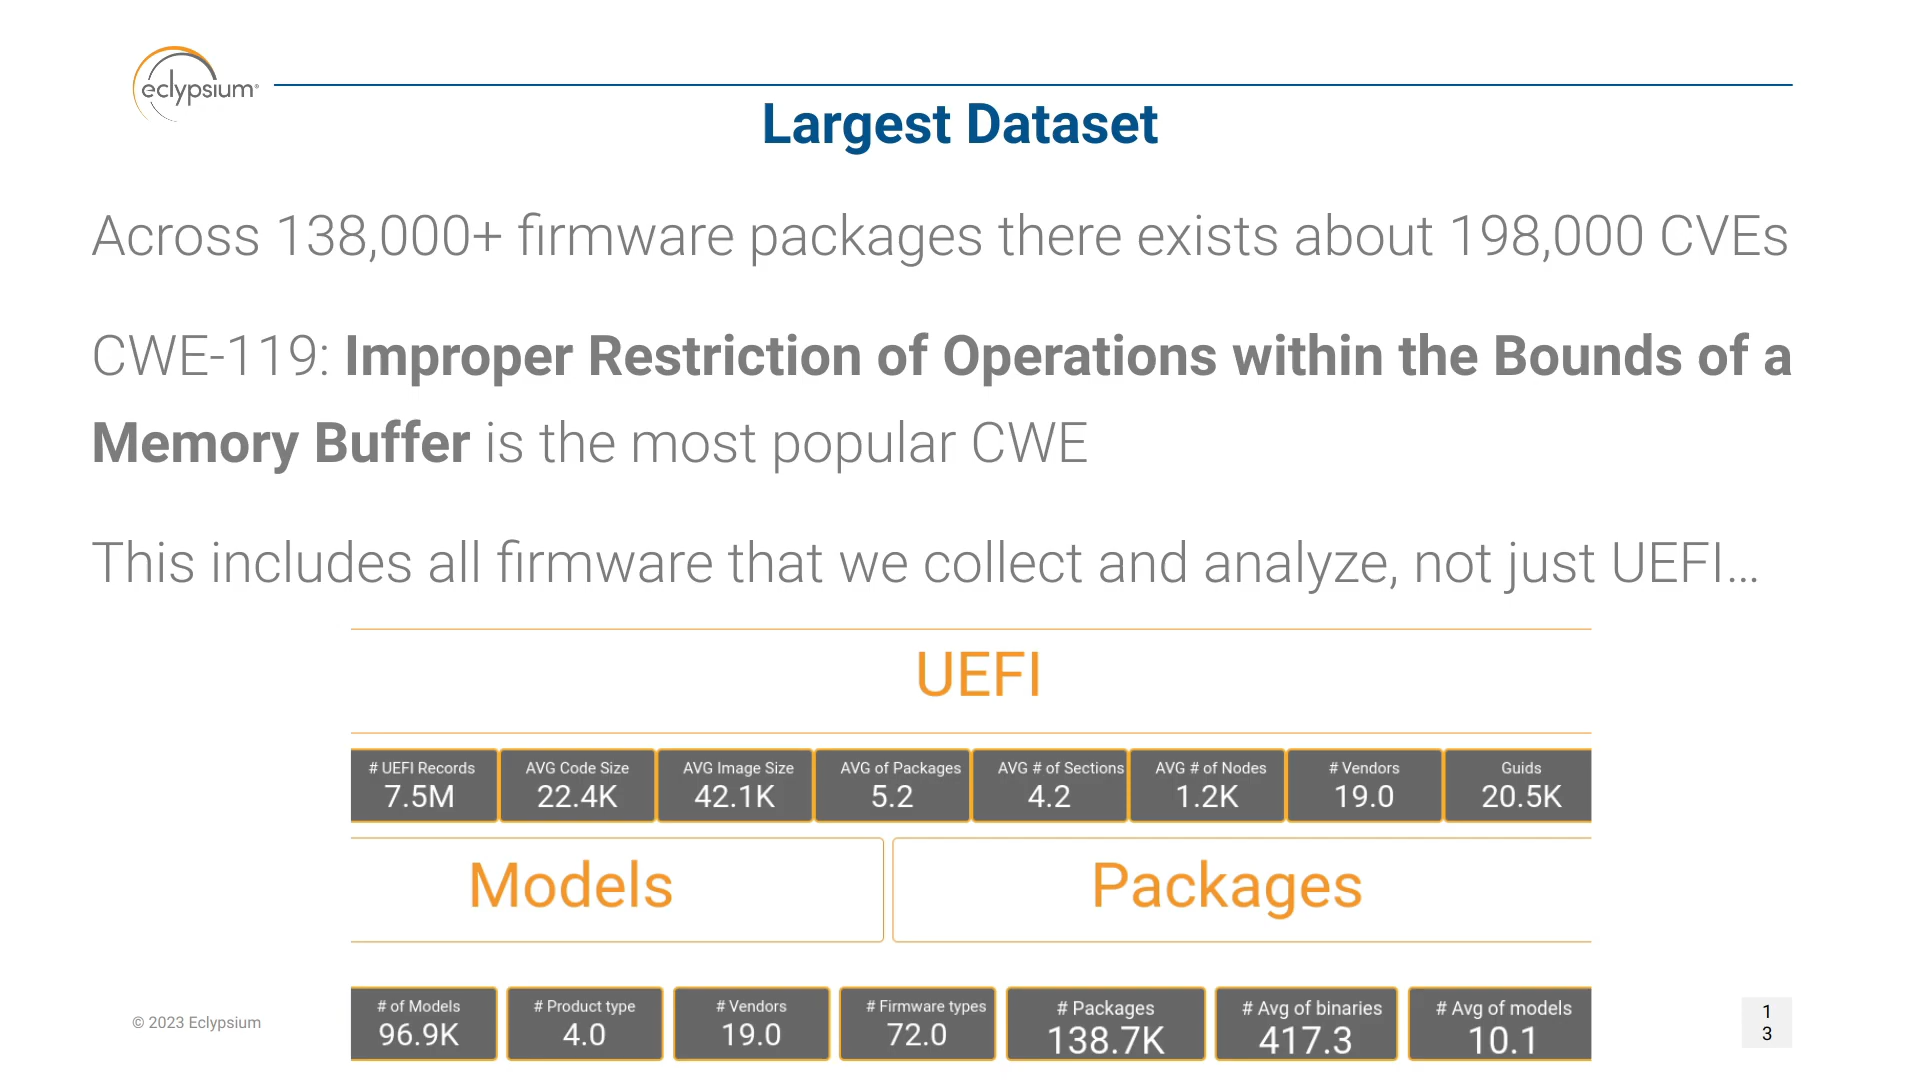 eclypsium®
Largest Dataset
Across 138,000+ firmware packages there exists about 198,000 CVEs
CWE-119: Improper Restriction of Operations within the Bounds of a
Memory Buffer is the most popular CWE
This includes all firmware that we collect and analyze, not just UEFI…
UEFI
# UEFI Records AVG Code Size AVG Image Size AVG of Packages AVG # of Sections AVG # of Nodes # Vendors Guids
7.5M 22.4K 42.1K 5.2 4.2 1.2K 19.0 20.5K
Models Packages
# of Models # Product type # Vendors # Firmware types # Packages # Avg of binaries # Avg of models
96.9K 4.0 19.0 72.0 138.7K 417.3 10.1
© 2023 Eclypsium
1
3